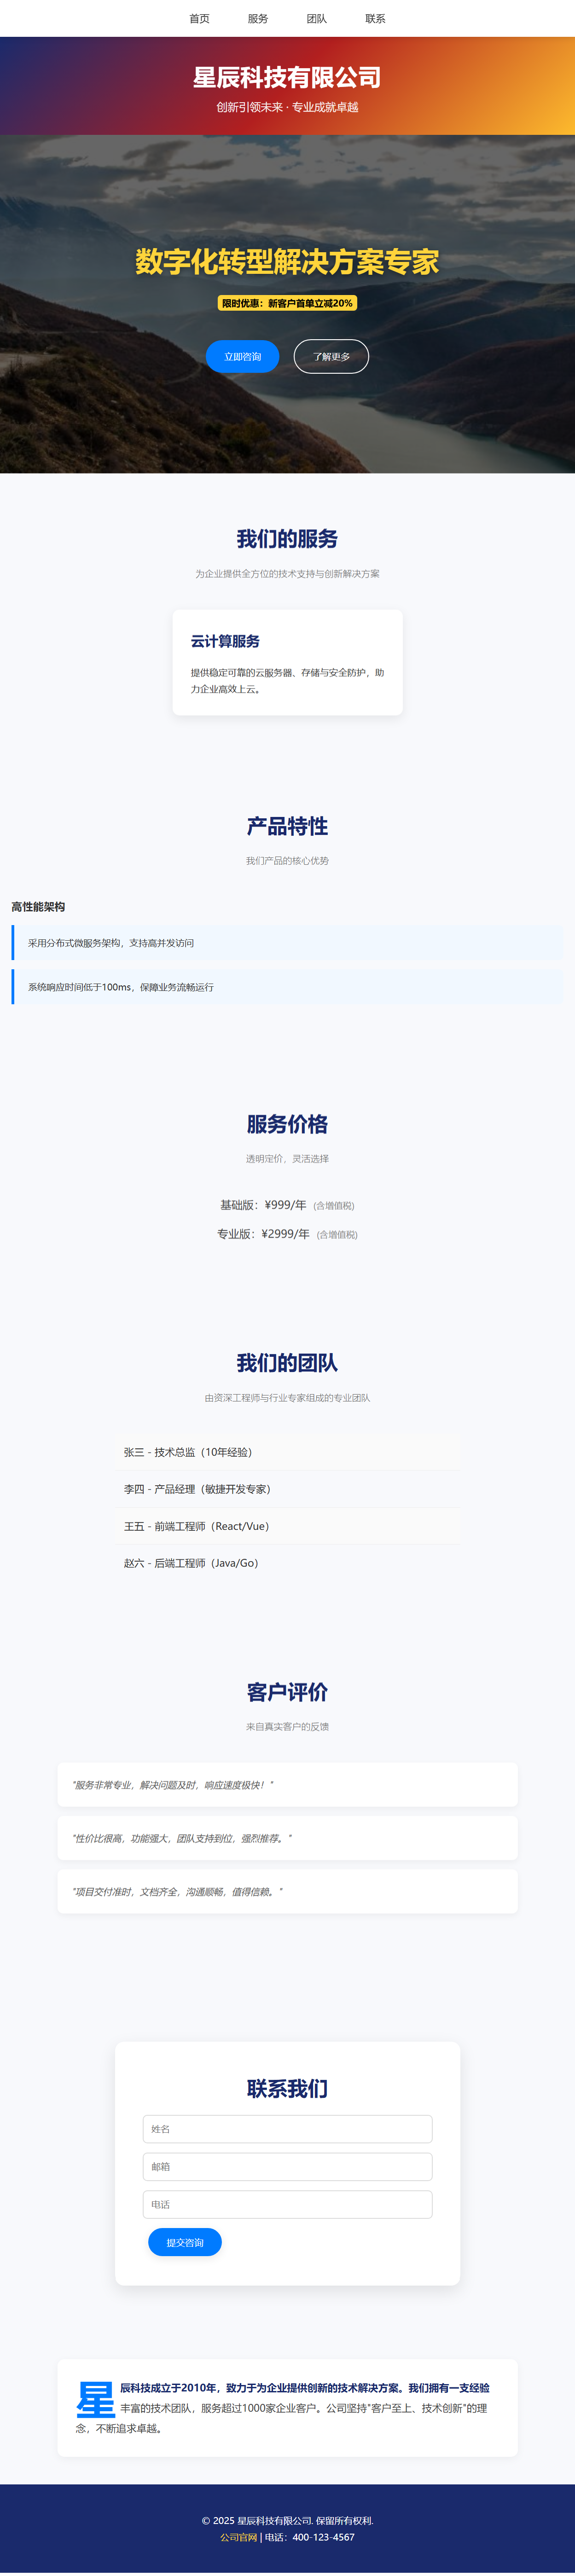 首页 服务 团队 联系
星辰科技有限公司
创新引领未来 · 专业成就卓越
数字化转型解决方案专家
限时优惠：新客户首单立减20%
立即咨询 了解更多
我们的服务
为企业提供全方位的技术支持与创新解决方案
云计算服务
提供稳定可靠的云服务器、存储与安全防护，助
力企业高效上云。
产品特性
我们产品的核心优势
高性能架构
采用分布式微服务架构，支持高并发访问
系统响应时间低于100ms，保障业务流畅运行
服务价格
透明定价，灵活选择
基础版：¥999/年 (含增值税)
专业版：¥2999/年 (含增值税)
我们的团队
由资深工程师与行业专家组成的专业团队
张三 - 技术总监（10年经验）
李四 - 产品经理（敏捷开发专家）
王五 - 前端工程师（React/Vue）
赵六 - 后端工程师（Java/Go）
客户评价
来自真实客户的反馈
"服务非常专业，解决问题及时，响应速度极快！"
"性价比很高，功能强大，团队支持到位，强烈推荐。"
"项目交付准时，文档齐全，沟通顺畅，值得信赖。"
联系我们
姓名
邮箱
电话
提交咨询
星辰科技成立于2010年，致力于为企业提供创新的技术解决方案。我们拥有一支经验
丰富的技术团队，服务超过1000家企业客户。公司坚持"客户至上、技术创新"的理
念，不断追求卓越。
© 2025 星辰科技有限公司. 保留所有权利.
公司官网 | 电话：400-123-4567